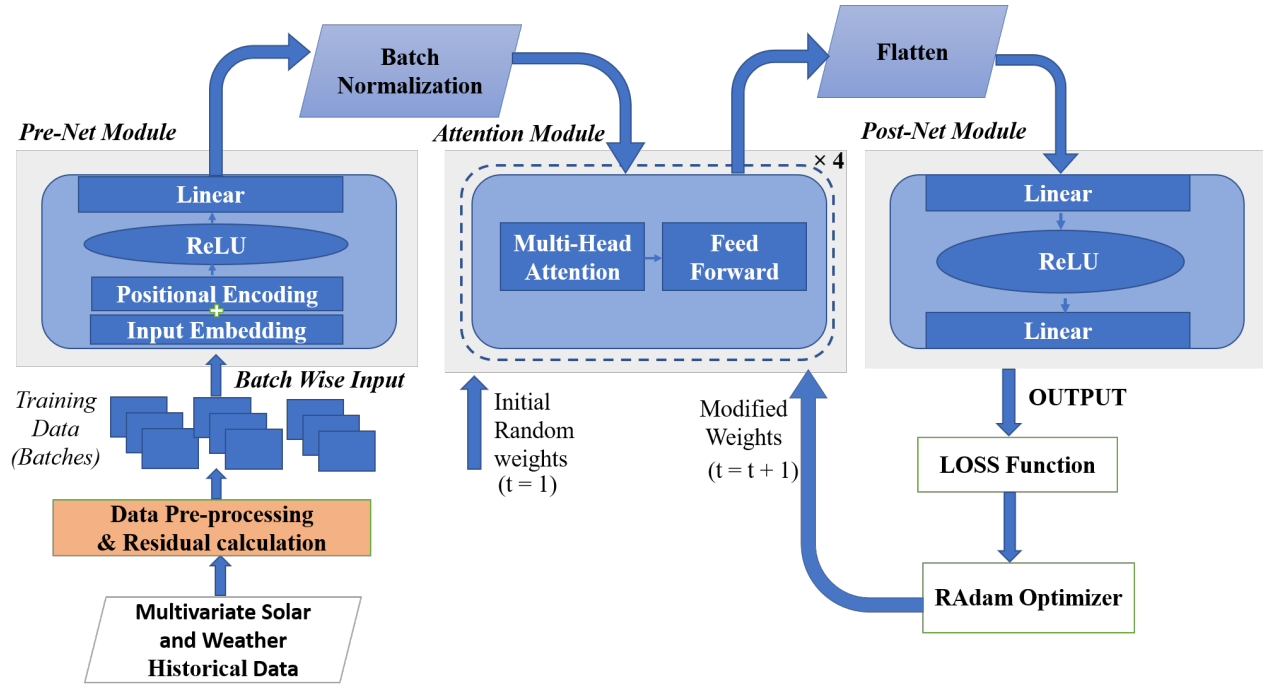 Batch
Normalization
Flatten
Pre-Net Module
Attention Module
Post-Net Module
× 4
Linear
ReLU
Positional Encoding
+
Input Embedding
Multi-Head
Attention
Feed
Forward
Linear
ReLU
Linear
Batch Wise Input
Training
Data
(Batches)
Initial
Random
weights
(t = 1)
Modified
Weights
(t = t + 1)
OUTPUT
LOSS Function
RAdam Optimizer
Data Pre-processing
& Residual calculation
Multivariate Solar
and Weather
Historical Data